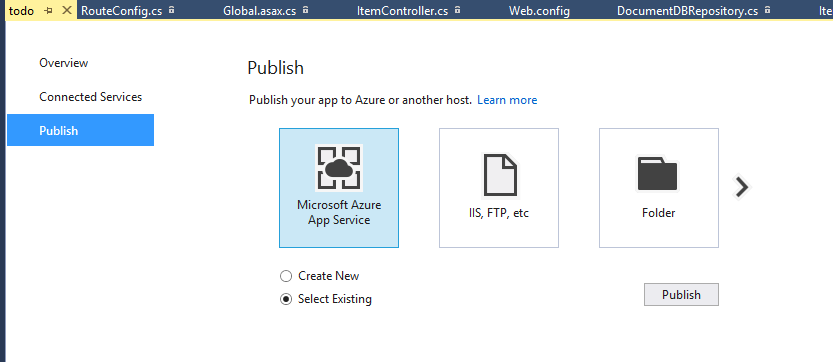 todo RouteConfig.cs Global.asax.cs ItemController.cs Web.config DocumentDBRepository.cs Ite
Overview
Connected Services
Publish
Publish
Publish your app to Azure or another host. Learn more
Microsoft Azure
App Service
IIS, FTP, etc
Folder
Create New
Select Existing
Publish